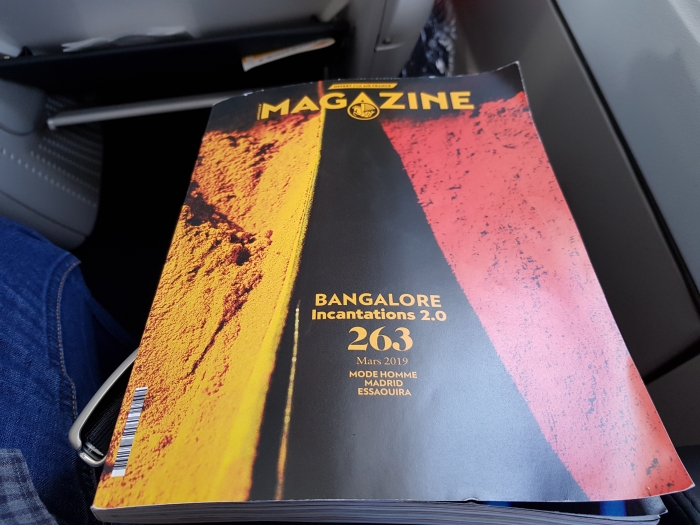 MAGAZINE
BANGALORE
Incantations 2.0
263
Mars 2019
MODE HOMME
MADRID
ESSAOUIRA